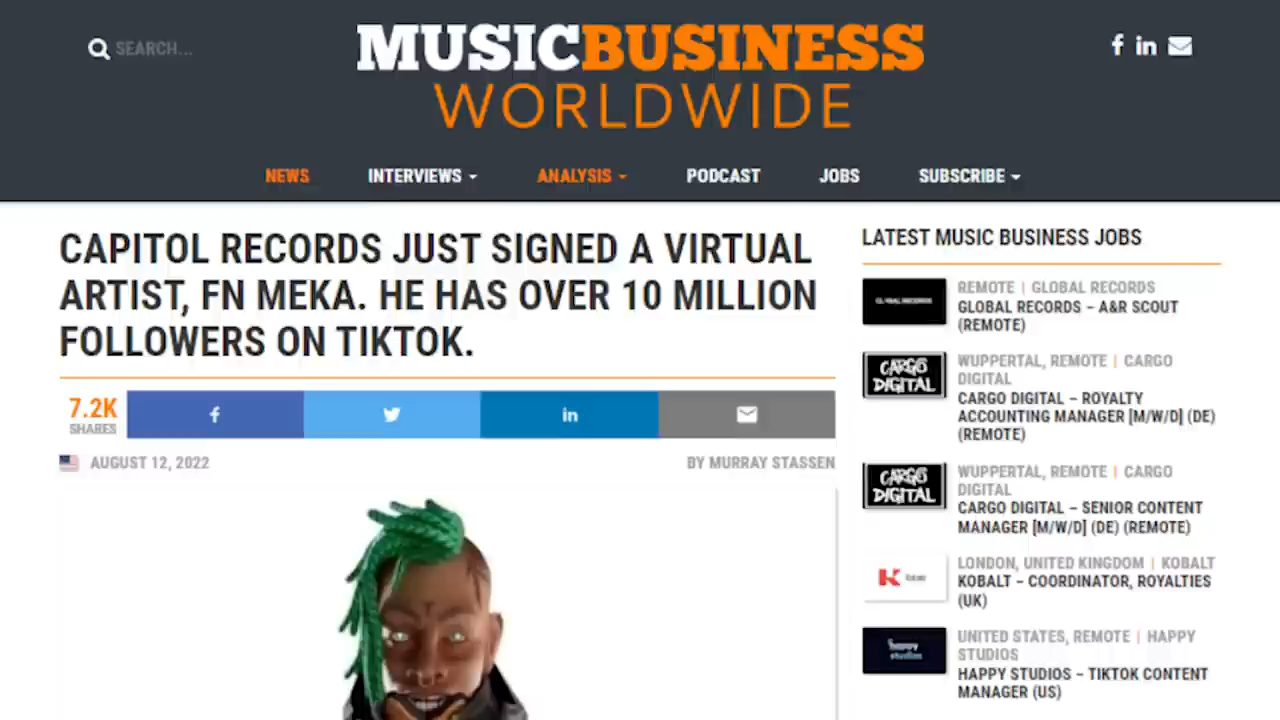 SEARCH...
MUSICBUSINESS
WORLDWIDE
NEWS
INTERVIEWS
ANALYSIS
PODCAST
JOBS
SUBSCRIBE
CAPITOL RECORDS JUST SIGNED A VIRTUAL
ARTIST, FN MEKA. HE HAS OVER 10 MILLION
FOLLOWERS ON TIKTOK.
7.2K
SHARES
AUGUST 12, 2022
BY MURRAY STASSEN
LATEST MUSIC BUSINESS JOBS
GLOBAL RECORDS
REMOTE | GLOBAL RECORDS
GLOBAL RECORDS – A&R SCOUT
(REMOTE)
CARGO
DIGITAL
WUPPERTAL, REMOTE | CARGO
DIGITAL
CARGO DIGITAL – ROYALTY
ACCOUNTING MANAGER [M/W/D] (DE)
(REMOTE)
CARGO
DIGITAL
WUPPERTAL, REMOTE | CARGO
DIGITAL
CARGO DIGITAL – SENIOR CONTENT
MANAGER [M/W/D] (DE) (REMOTE)
LONDON, UNITED KINGDOM | KOBALT
KOBALT – COORDINATOR, ROYALTIES
(UK)
happy
studios
UNITED STATES, REMOTE | HAPPY
STUDIOS
HAPPY STUDIOS – TIKTOK CONTENT
MANAGER (US)